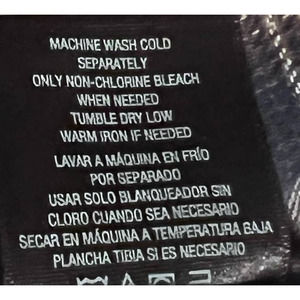 MACHINE WASH COLD
SEPARATELY
ONLY NON-CHLORINE BLEACH
WHEN NEEDED
TUMBLE DRY LOW
WARM IRON IF NEEDED
LAVAR A MÁQUINA EN FRÍO
POR SEPARADO
USAR SOLO BLANQUEADOR SIN
CLORO CUANDO SEA NECESARIO
SECAR EN MÁQUINA A TEMPERATURA BAJA
PLANCHA TIBIA SI ES NECESARIO